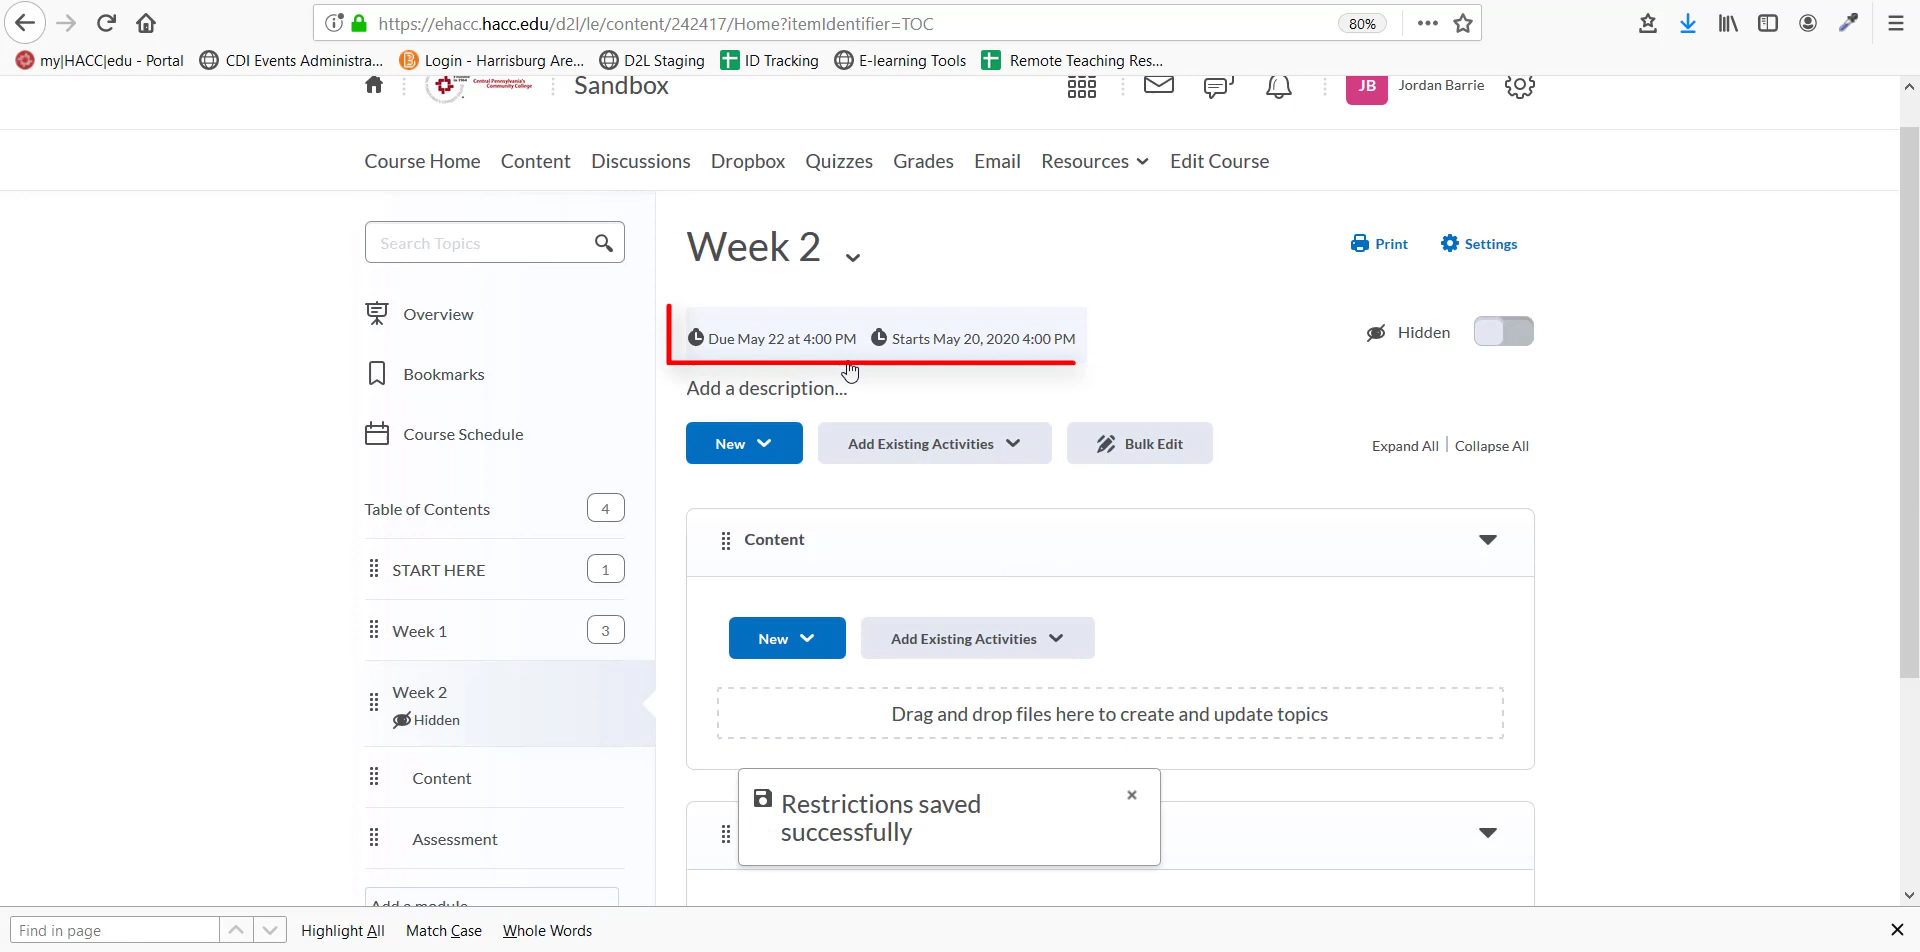 https://ehacc.hacc.edu/d2l/le/content/242417/Home?itemIdentifier=TOC 80%
my|HACC|edu - Portal CDI Events Administra... Login - Harrisburg Are... D2L Staging ID Tracking E-learning Tools Remote Teaching Res...
Central Pennsylvania's
Community College
Sandbox JB Jordan Barrie
Course Home Content Discussions Dropbox Quizzes Grades Email Resources Edit Course
Search Topics
Overview
Bookmarks
Course Schedule
Table of Contents 4
START HERE 1
Week 1 3
Week 2
Hidden
Content
Assessment
Add a module
Week 2
Print Settings
Due May 22 at 4:00 PM Starts May 20, 2020 4:00 PM
Hidden
Add a description...
New Add Existing Activities Bulk Edit
Expand All | Collapse All
Content
New Add Existing Activities
Drag and drop files here to create and update topics
Restrictions saved
successfully
×
Find in page Highlight All Match Case Whole Words